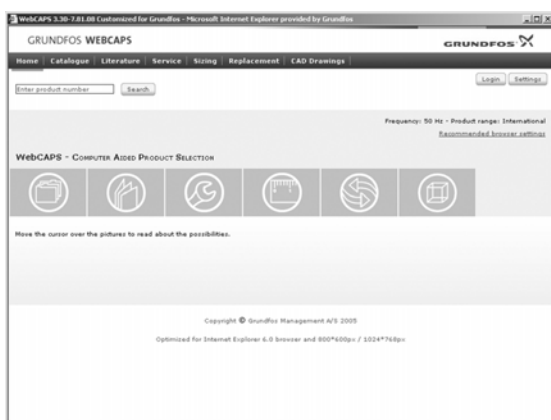 WebCAPS 3.30-7.81.08 Customized for Grundfos - Microsoft Internet Explorer provided by Grundfos
GRUNDFOS WEBCAPS
GRUNDFOS
Home Catalogue Literature Service Sizing Replacement CAD Drawings
Login Settings
Enter product number Search
Frequency: 50 Hz - Product range: International
Recommended browser settings
WebCAPS - Computer Aided Product Selection
Move the cursor over the pictures to read about the possibilities.
Copyright © Grundfos Management A/S 2005
Optimized for Internet Explorer 6.0 browser and 800*600px / 1024*768px